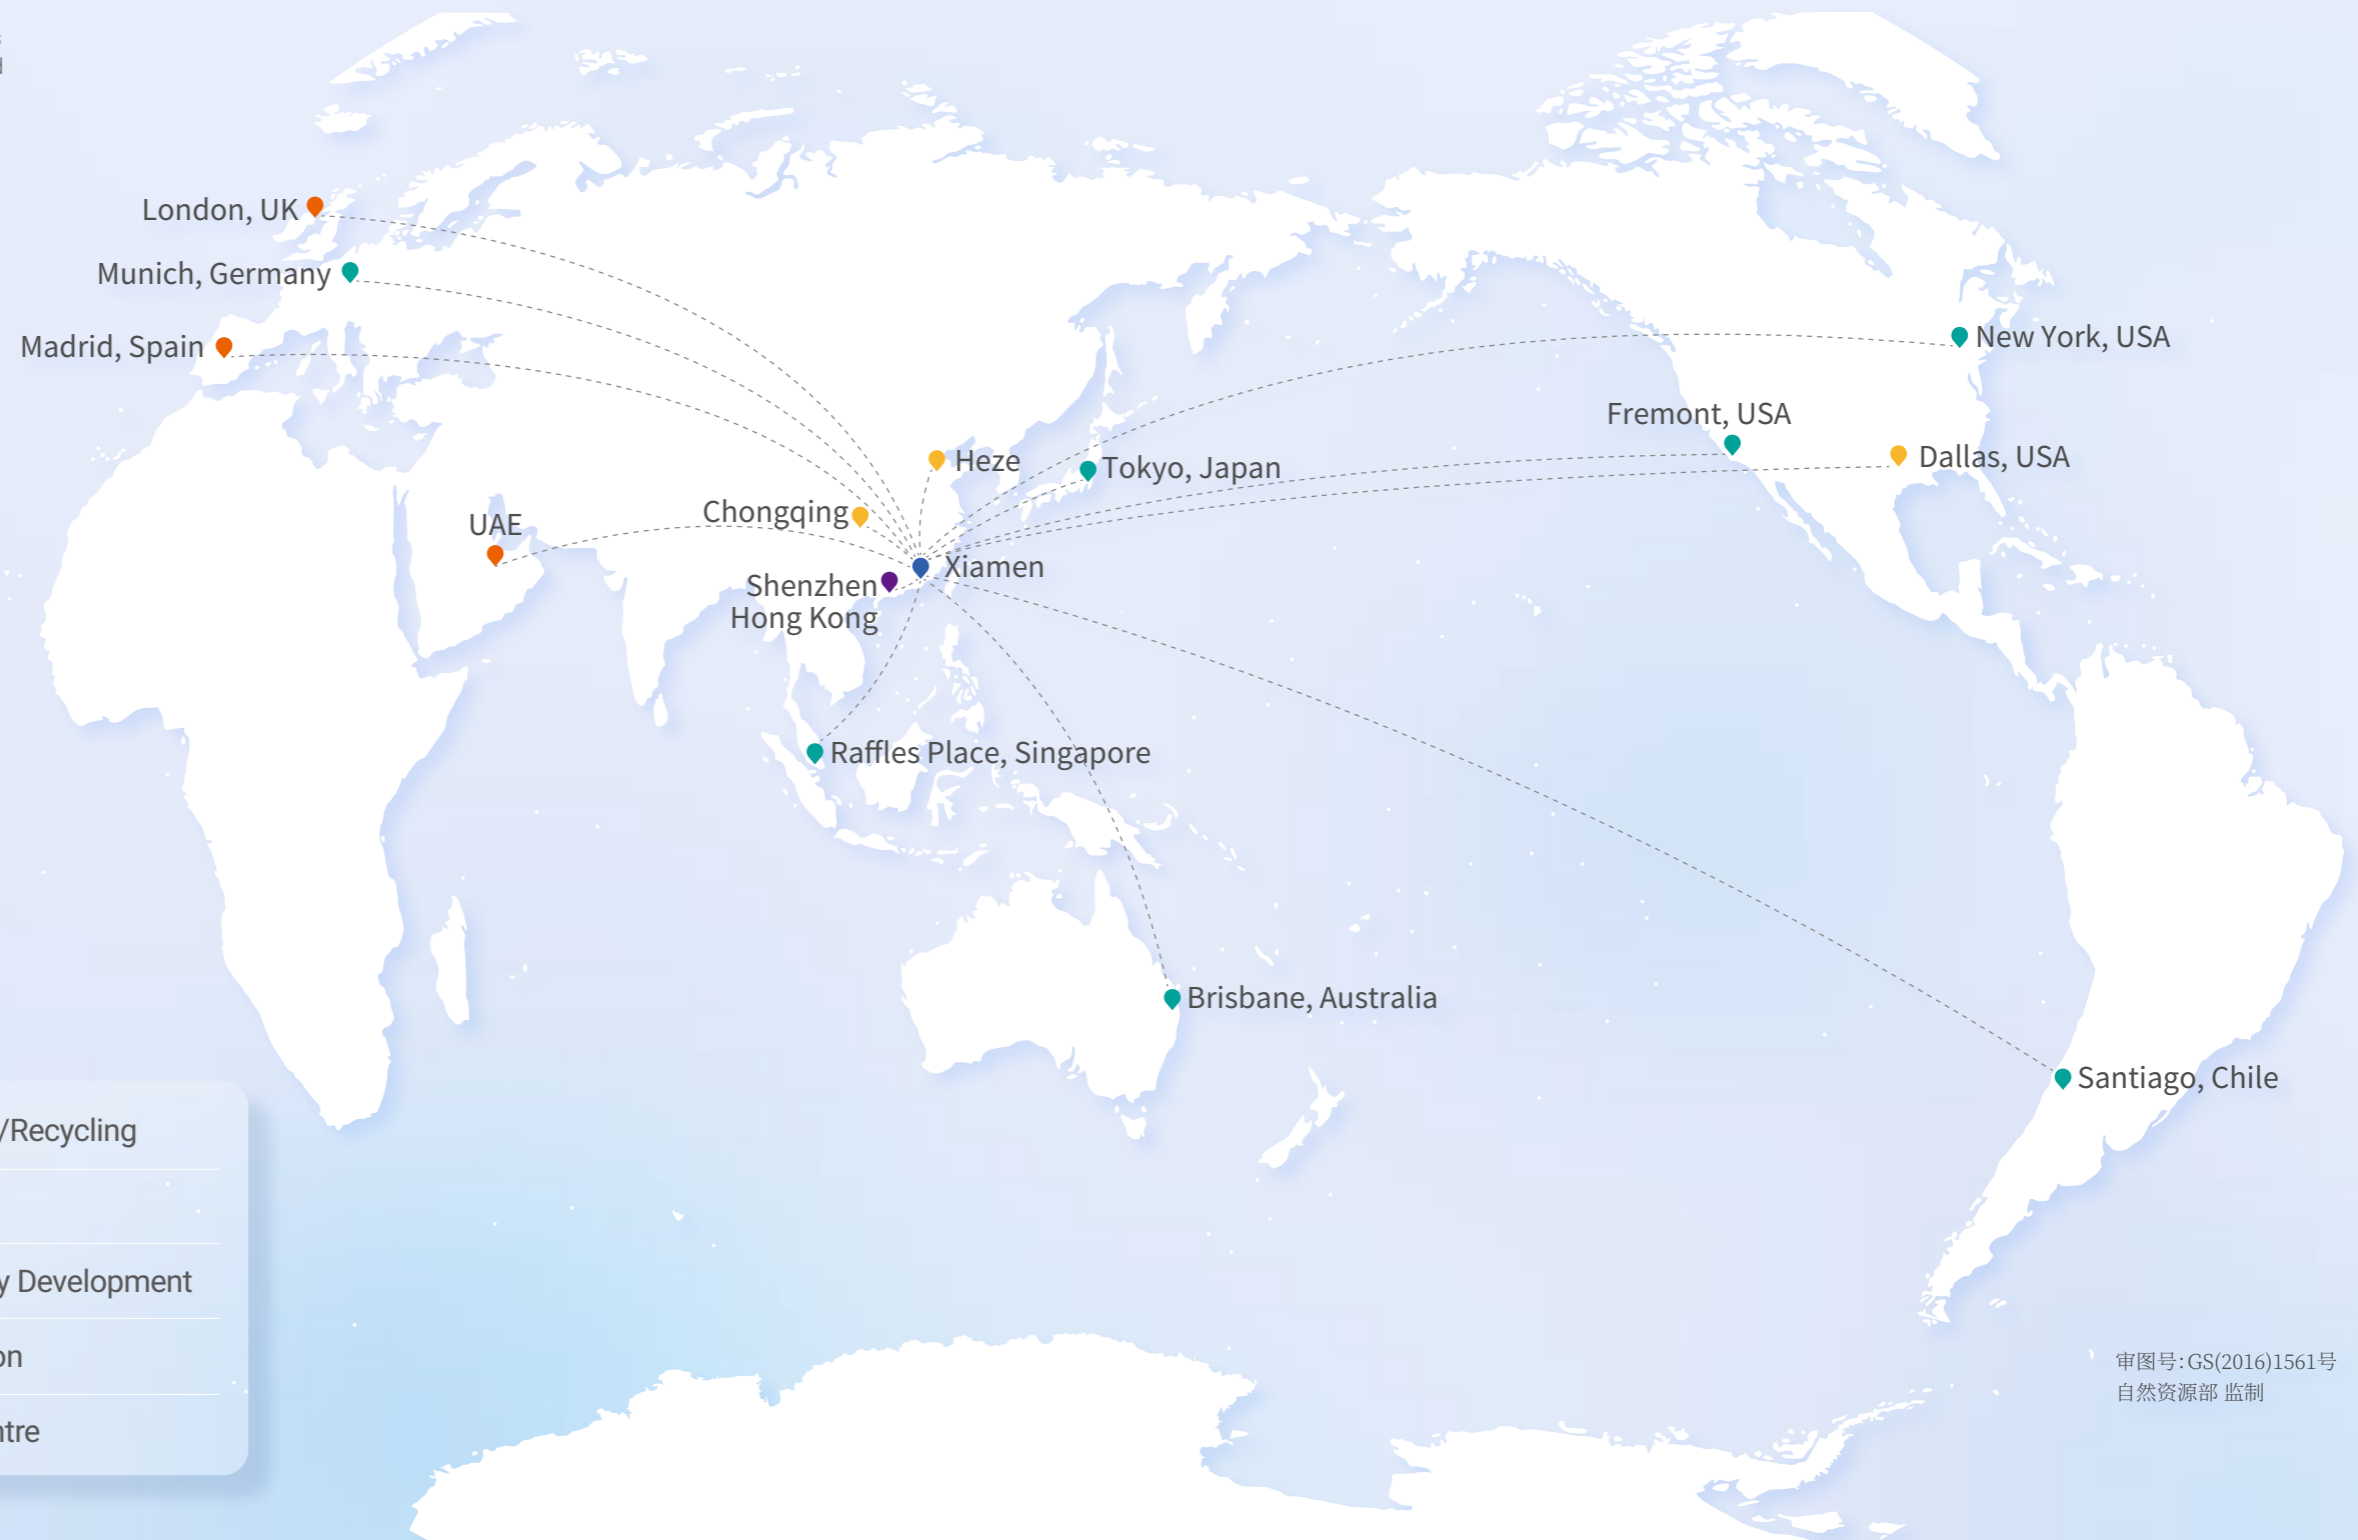 London, UK
Munich, Germany
Madrid, Spain
New York, USA
Fremont, USA
Dallas, USA
Heze
Tokyo, Japan
Chongqing
UAE
Xiamen
Shenzhen
Hong Kong
Raffles Place, Singapore
Brisbane, Australia
Santiago, Chile
/Recycling
y Development
on
ntre
审图号:GS(2016)1561号
自然资源部 监制